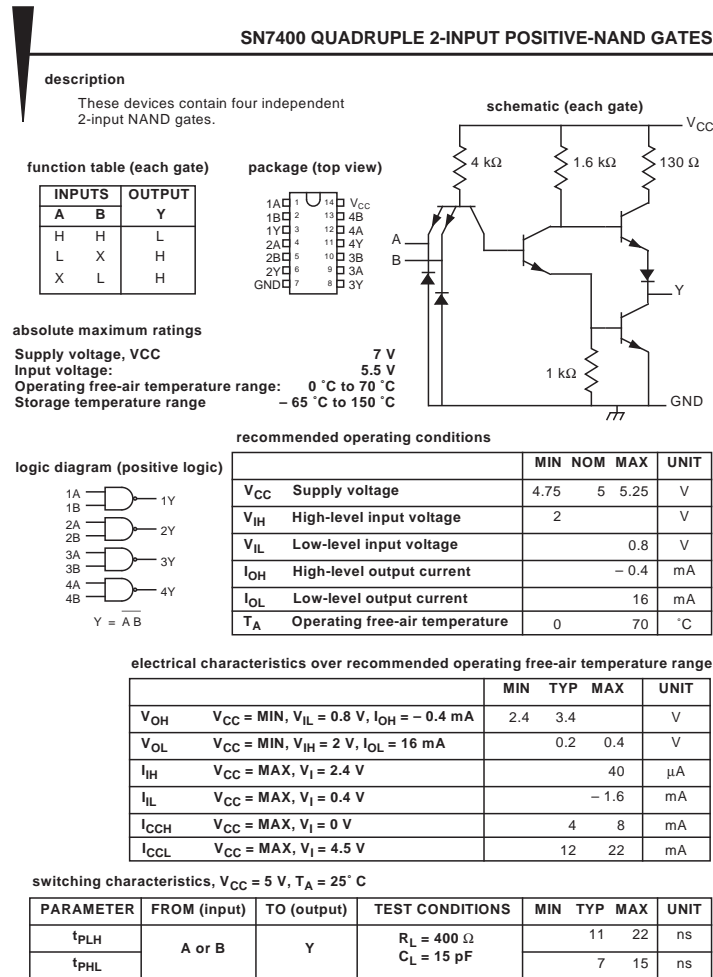 SN7400 QUADRUPLE 2-INPUT POSITIVE-NAND GATES
description
These devices contain four independent
2-input NAND gates.
function table (each gate)
INPUTS OUTPUT
A B Y
H H L
L X H
X L H
package (top view)
1A 1 14 VCC
1B 2 13 4B
1Y 3 12 4A
2A 4 11 4Y
2B 5 10 3B
2Y 6 9 3A
GND 7 8 3Y
schematic (each gate)
VCC
4 kΩ 1.6 kΩ 130 Ω
A
B
Y
1 kΩ
GND
absolute maximum ratings
Supply voltage, VCC 7 V
Input voltage: 5.5 V
Operating free-air temperature range: 0 ˚C to 70 ˚C
Storage temperature range – 65 ˚C to 150 ˚C
logic diagram (positive logic)
1A
1B
1Y
2A
2B
2Y
3A
3B
3Y
4A
4B
4Y
Y = A B
recommended operating conditions
MIN NOM MAX UNIT
VCC Supply voltage 4.75 5 5.25 V
VIH High-level input voltage 2 V
VIL Low-level input voltage 0.8 V
IOH High-level output current – 0.4 mA
IOL Low-level output current 16 mA
TA Operating free-air temperature 0 70 ˚C
electrical characteristics over recommended operating free-air temperature range
MIN TYP MAX UNIT
VOH VCC = MIN, VIL = 0.8 V, IOH = – 0.4 mA 2.4 3.4 V
VOL VCC = MIN, VIH = 2 V, IOL = 16 mA 0.2 0.4 V
IIH VCC = MAX, VI = 2.4 V 40 μA
IIL VCC = MAX, VI = 0.4 V – 1.6 mA
ICCH VCC = MAX, VI = 0 V 4 8 mA
ICCL VCC = MAX, VI = 4.5 V 12 22 mA
switching characteristics, VCC = 5 V, TA = 25˚ C
PARAMETER FROM (input) TO (output) TEST CONDITIONS MIN TYP MAX UNIT
tPLH A or B Y RL = 400 Ω 11 22 ns
tPHL CL = 15 pF 7 15 ns